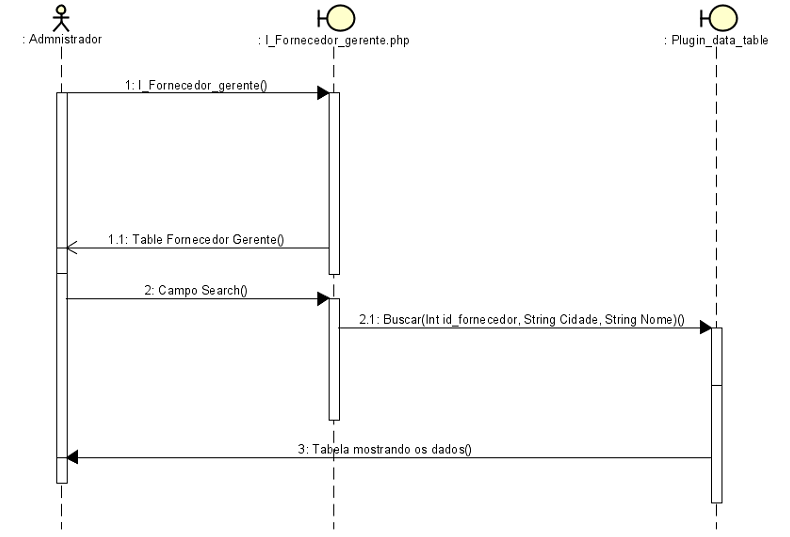 : Admnistrador
: I_Fornecedor_gerente.php
: Plugin_data_table
1: I_Fornecedor_gerente()
1.1: Table Fornecedor Gerente()
2: Campo Search()
2.1: Buscar(Int id_fornecedor, String Cidade, String Nome)()
3: Tabela mostrando os dados()